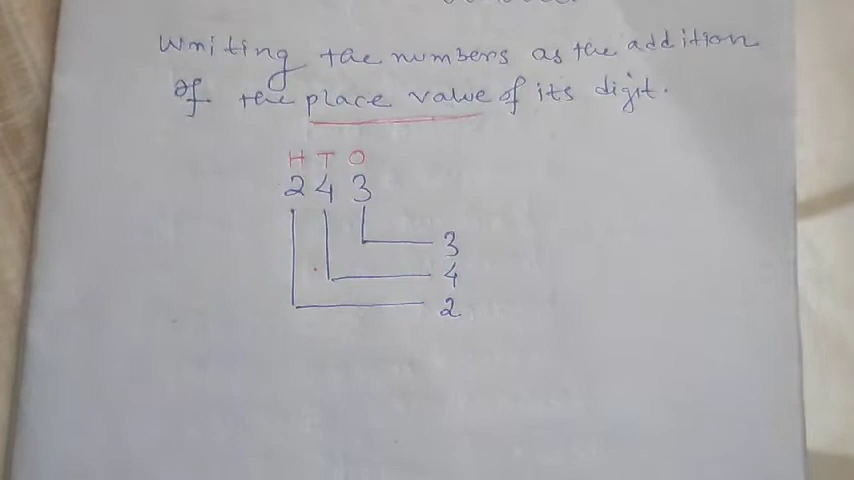 Writing the numbers as the addition
of the place value of its digit.
H T O
2 4 3
3
4
2